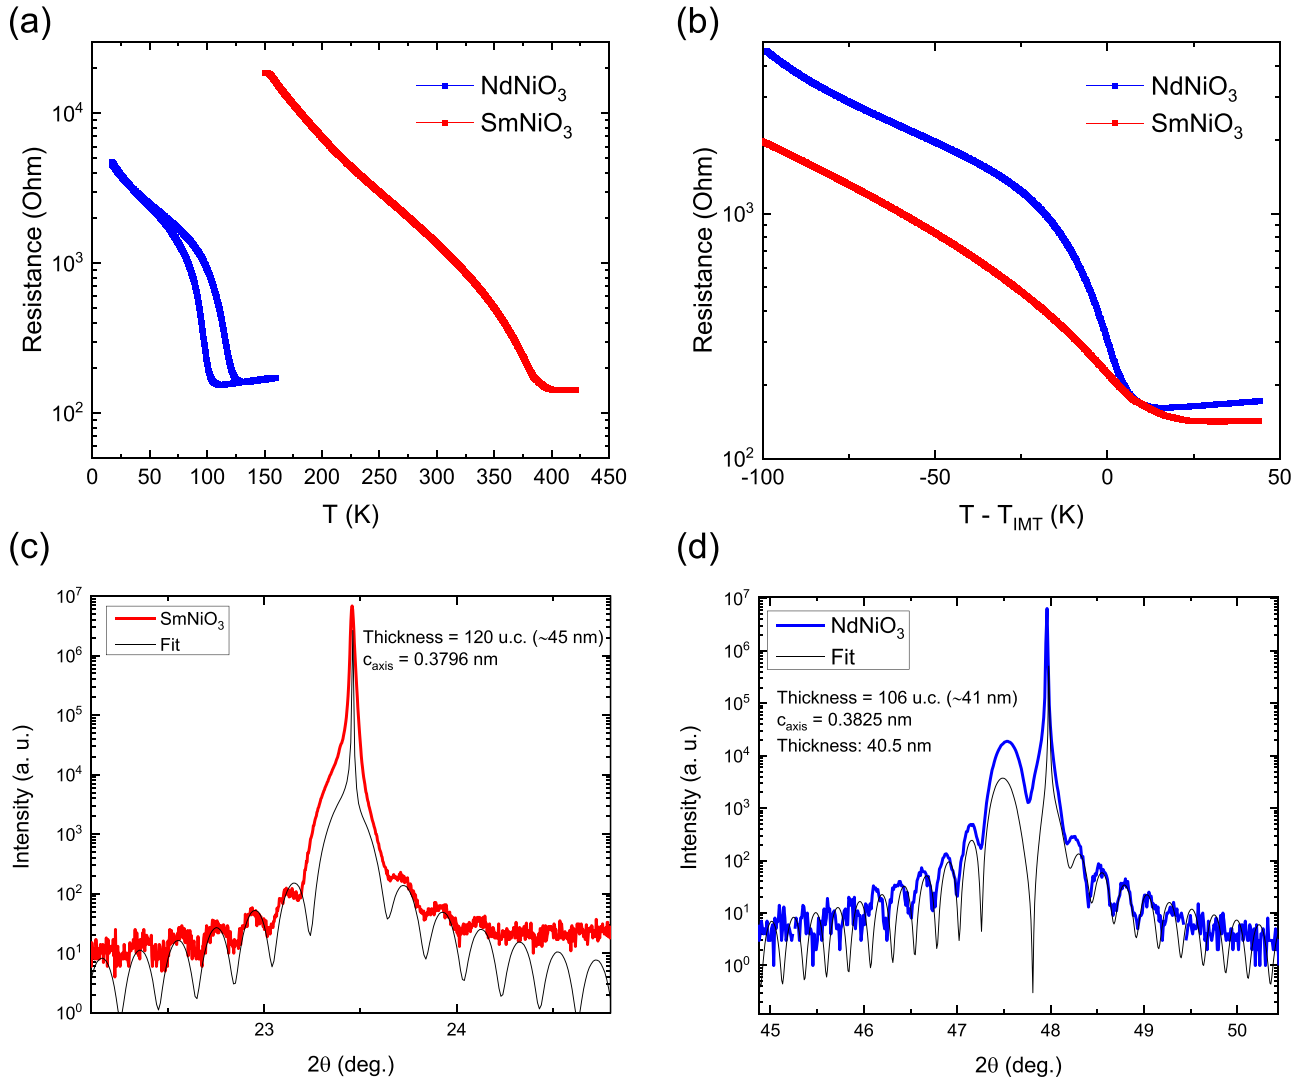 (a)
NdNiO3
SmNiO3
10^4
10^3
10^2
Resistance (Ohm)
0 50 100 150 200 250 300 350 400 450
T (K)
(b)
NdNiO3
SmNiO3
10^3
10^2
Resistance (Ohm)
-100 -50 0 50
T - T_IMT (K)
(c)
SmNiO3
Fit
Thickness = 120 u.c. (~45 nm)
c_axis = 0.3796 nm
10^7
10^6
10^5
10^4
10^3
10^2
10^1
10^0
Intensity (a. u.)
23 24
2θ (deg.)
(d)
NdNiO3
Fit
Thickness = 106 u.c. (~41 nm)
c_axis = 0.3825 nm
Thickness: 40.5 nm
10^7
10^6
10^5
10^4
10^3
10^2
10^1
10^0
Intensity (a. u.)
45 46 47 48 49 50
2θ (deg.)